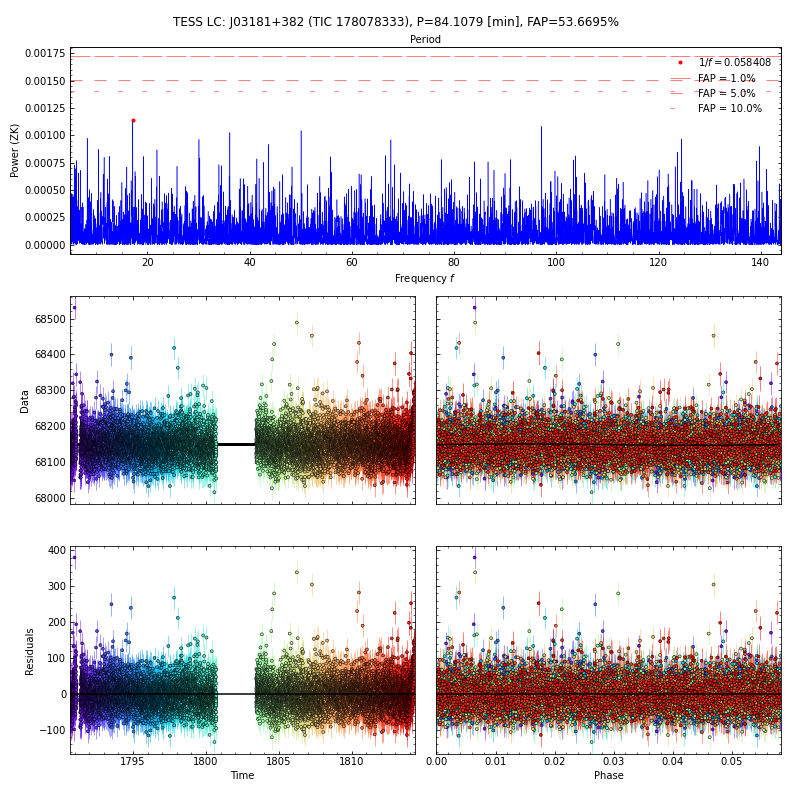 TESS LC: J03181+382 (TIC 178078333), P=84.1079 [min], FAP=53.6695%
Period
0.00175
0.00150
0.00125
0.00100
0.00075
0.00050
0.00025
0.00000
Power (ZK)
1/f = 0.058408
FAP = 1.0%
FAP = 5.0%
FAP = 10.0%
20 40 60 80 100 120 140
Frequency f
68500
68400
68300
68200
68100
68000
Data
400
300
200
100
0
−100
Residuals
1795 1800 1805 1810
Time
0.00 0.01 0.02 0.03 0.04 0.05
Phase